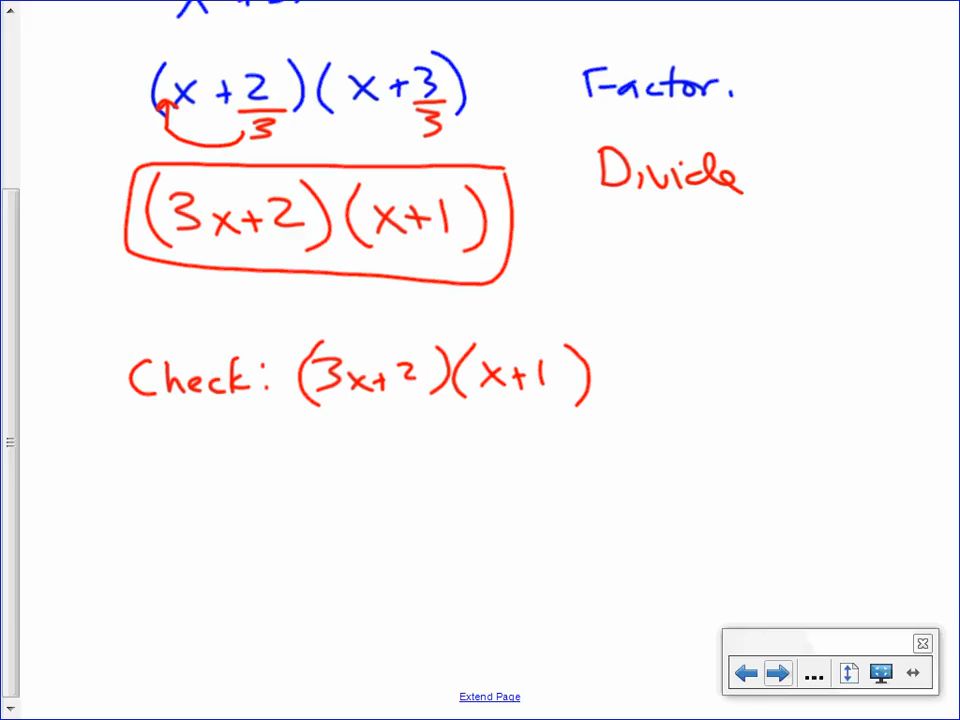 (x + 2/3)(x + 3/3) Factor.
Divide
(3x+2)(x+1)
Check: (3x+2)(x+1)
...
Extend Page